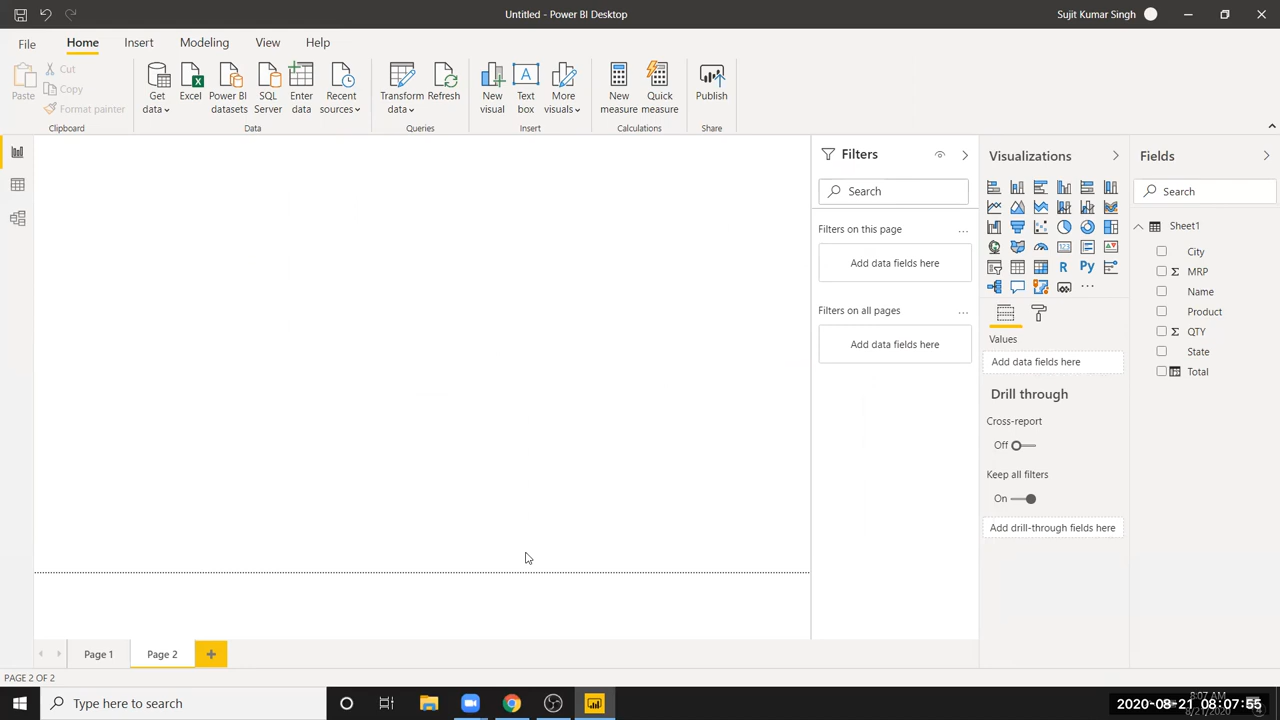 Untitled - Power BI Desktop
Sujit Kumar Singh
File Home Insert Modeling View Help
Paste
Cut
Copy
Format painter
Clipboard
Get data
Excel
Power BI datasets
SQL Server
Enter data
Recent sources
Data
Transform data
Refresh
Queries
New visual
Text box
More visuals
Insert
New measure
Quick measure
Calculations
Publish
Share
Filters
Search
Filters on this page ...
Add data fields here
Filters on all pages ...
Add data fields here
Visualizations
R Py
Values
Add data fields here
Drill through
Cross-report
Off
Keep all filters
On
Add drill-through fields here
Fields
Search
Sheet1
City
Σ MRP
Name
Product
Σ QTY
State
Total
Page 1 Page 2
PAGE 2 OF 2
Type here to search
8:07 AM
2020-08-21 08:07:55
8/21/2020